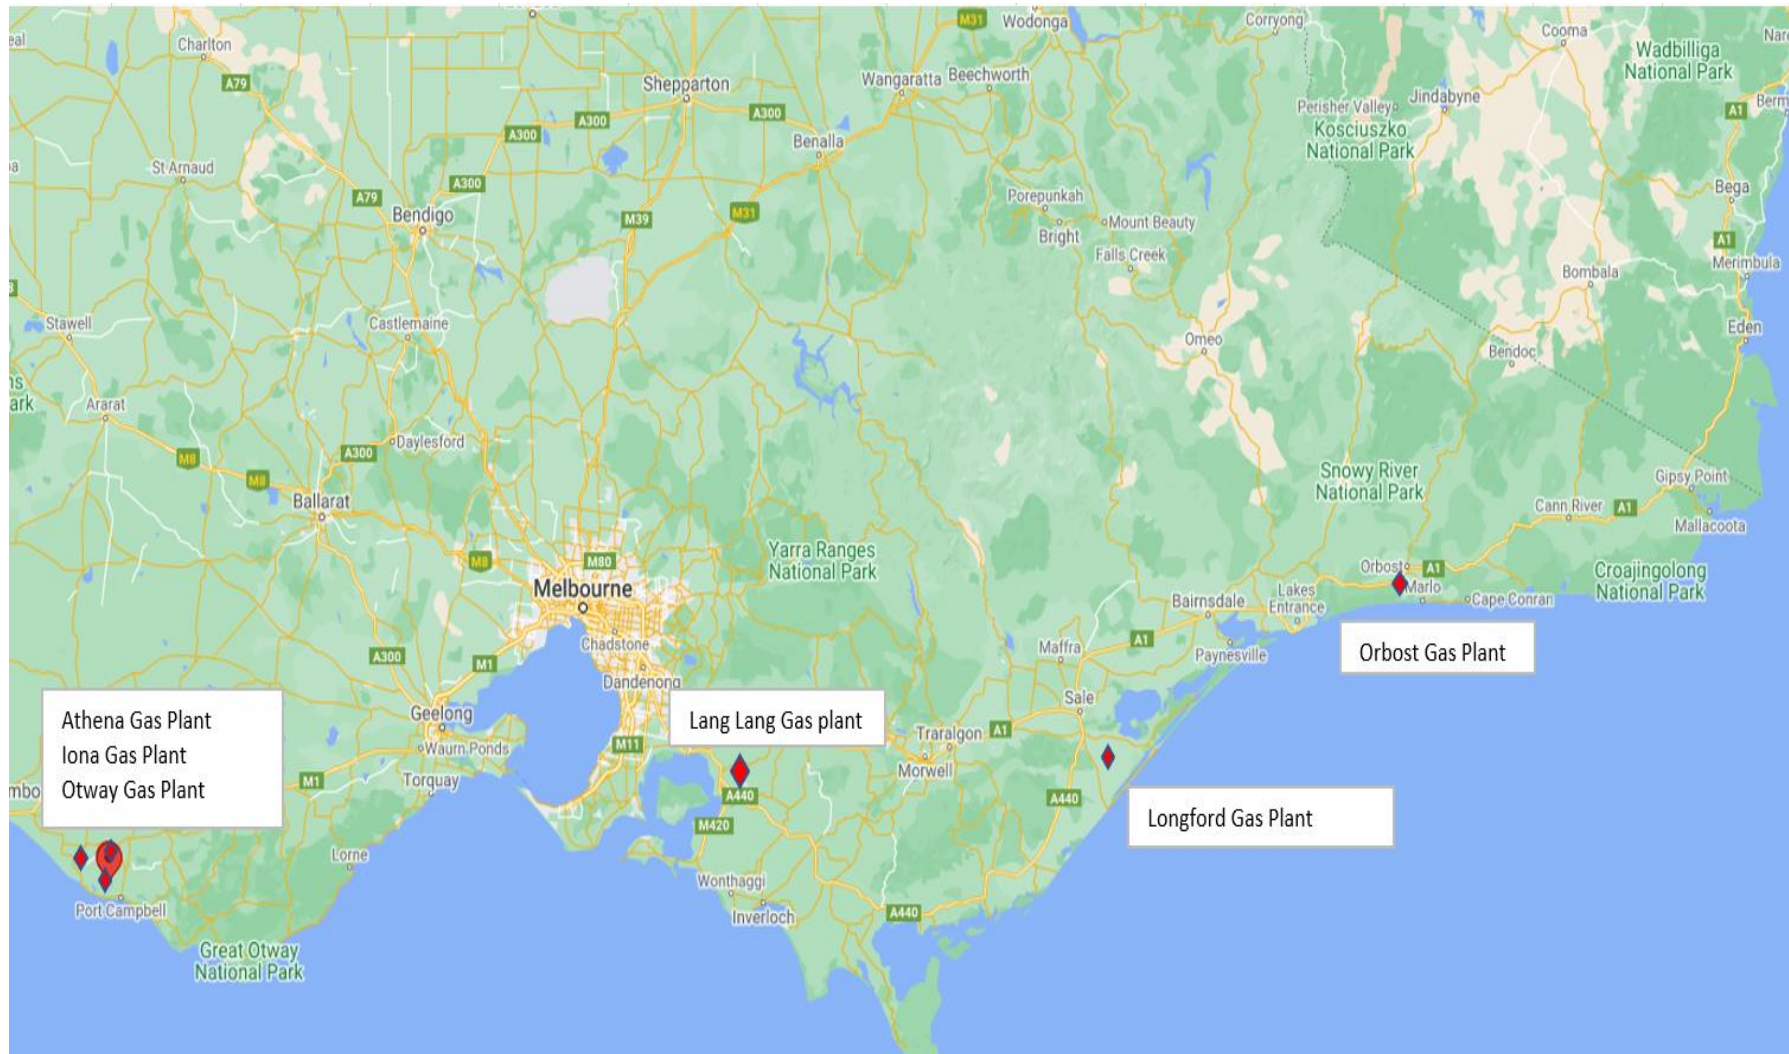 Charlton
A79
Shepparton
M31
Wodonga
Corryong
Cooma
Wadbilliga
National Park
Wangaratta
Beechworth
A300
A300
A300
Benalla
Perisher Valley
Jindabyne
Kosciuszko
National Park
A1
St Arnaud
A79
A300
Bendigo
M39
M31
Porepunkah
Mount Beauty
Bright
Falls Creek
Bega
A1
Merimbula
Bombala
Stawell
Castlemaine
Omeo
Bendoc
Eden
Ararat
Daylesford
A300
M8
M8
Ballarat
Snowy River
National Park
Gipsy Point
Cann River
A1
Mallacoota
M8
M80
Yarra Ranges
National Park
Melbourne
Orbost
A1
Marlo
Cape Conran
Croajingolong
National Park
Bairnsdale
Lakes
Entrance
Chadstone
A300
M1
Dandenong
Maffra
A1
Paynesville
Orbost Gas Plant
Athena Gas Plant
Iona Gas Plant
Otway Gas Plant
Geelong
Waurn Ponds
M1
Torquay
M11
Lang Lang Gas plant
Sale
Traralgon
A1
Morwell
A440
M420
A440
Longford Gas Plant
Lorne
Port Campbell
Great Otway
National Park
Wonthaggi
Inverloch
A440